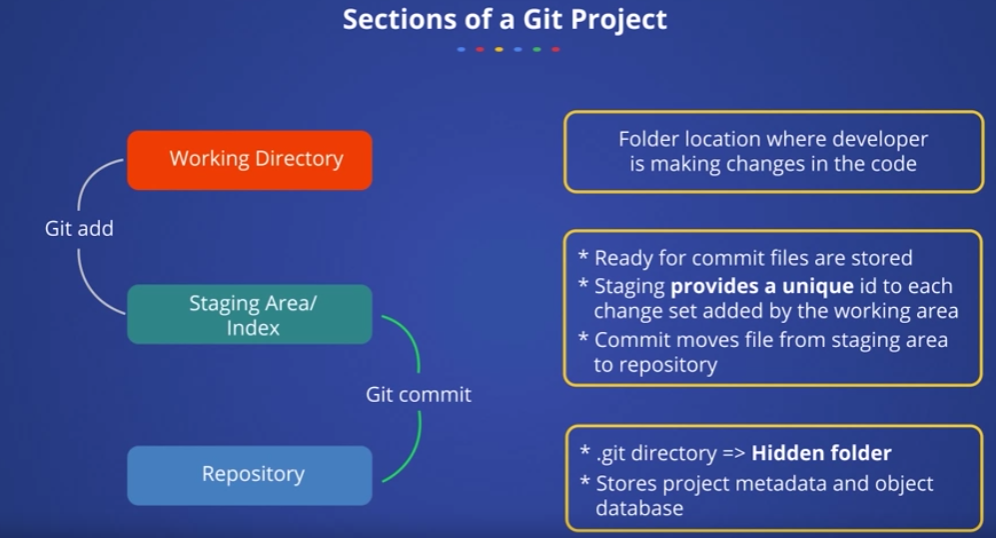 Sections of a Git Project
Working Directory
Folder location where developer
is making changes in the code
Git add
Staging Area/
Index
* Ready for commit files are stored
* Staging provides a unique id to each
change set added by the working area
* Commit moves file from staging area
to repository
Git commit
Repository
* .git directory => Hidden folder
* Stores project metadata and object
database